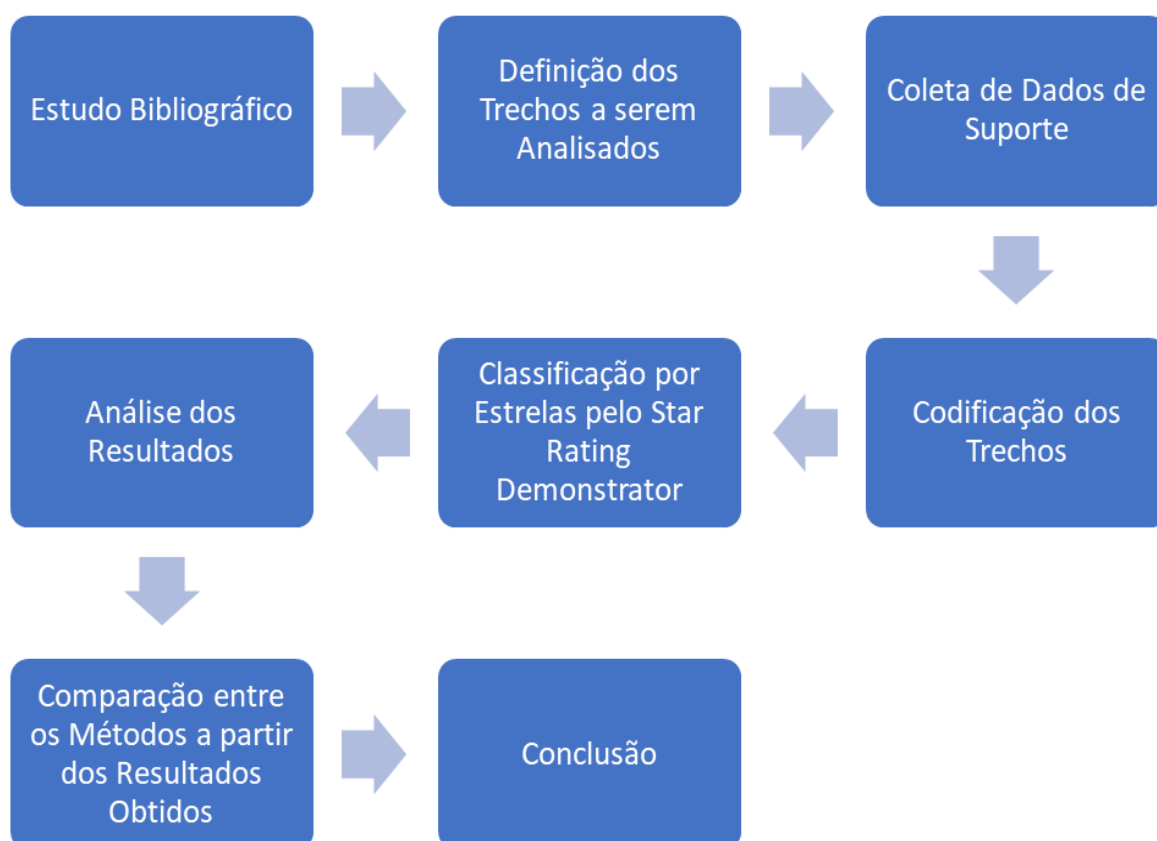 Estudo Bibliográfico
Definição dos
Trechos a serem
Analisados
Coleta de Dados de
Suporte
Codificação dos
Trechos
Classificação por
Estrelas pelo Star
Rating
Demonstrator
Análise dos
Resultados
Comparação entre
os Métodos a partir
dos Resultados
Obtidos
Conclusão